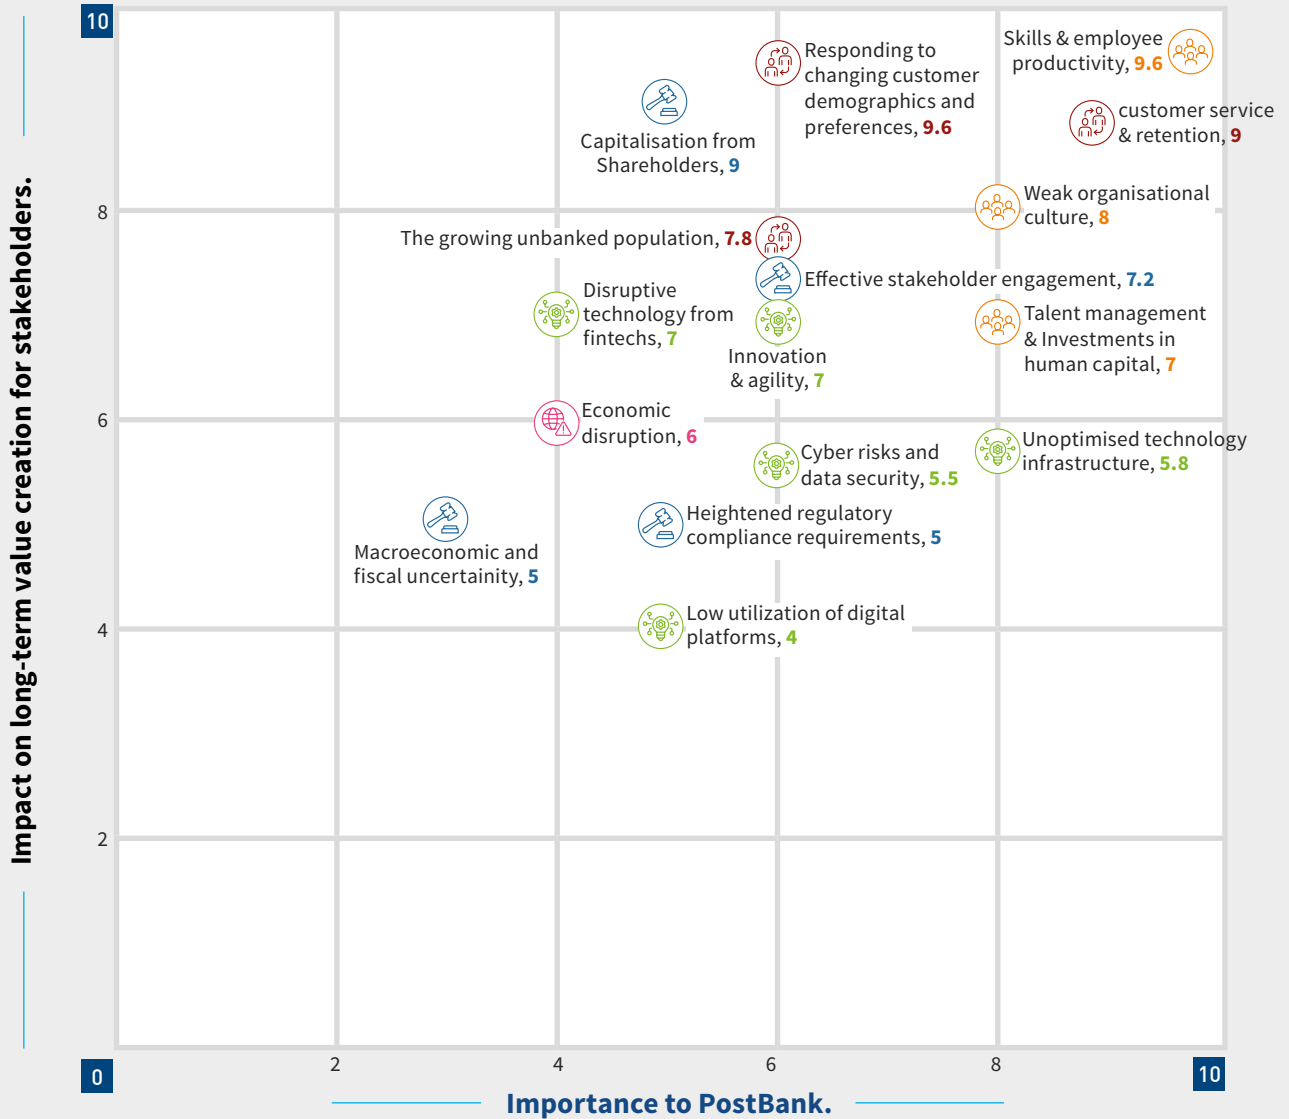 Impact on long-term value creation for stakeholders.
10
8
6
4
2
0
Responding to
changing customer
demographics and
preferences, 9.6
Skills & employee
productivity, 9.6
customer service
& retention, 9
Capitalisation from
Shareholders, 9
Weak organisational
culture, 8
The growing unbanked population, 7.8
Effective stakeholder engagement, 7.2
Disruptive
technology from
fintechs, 7
Innovation
& agility, 7
Talent management
& Investments in
human capital, 7
Economic
disruption, 6
Cyber risks and
data security, 5.5
Unoptimised technology
infrastructure, 5.8
Macroeconomic and
fiscal uncertainity, 5
Heightened regulatory
compliance requirements, 5
Low utilization of digital
platforms, 4
2
4
6
8
10
Importance to PostBank.